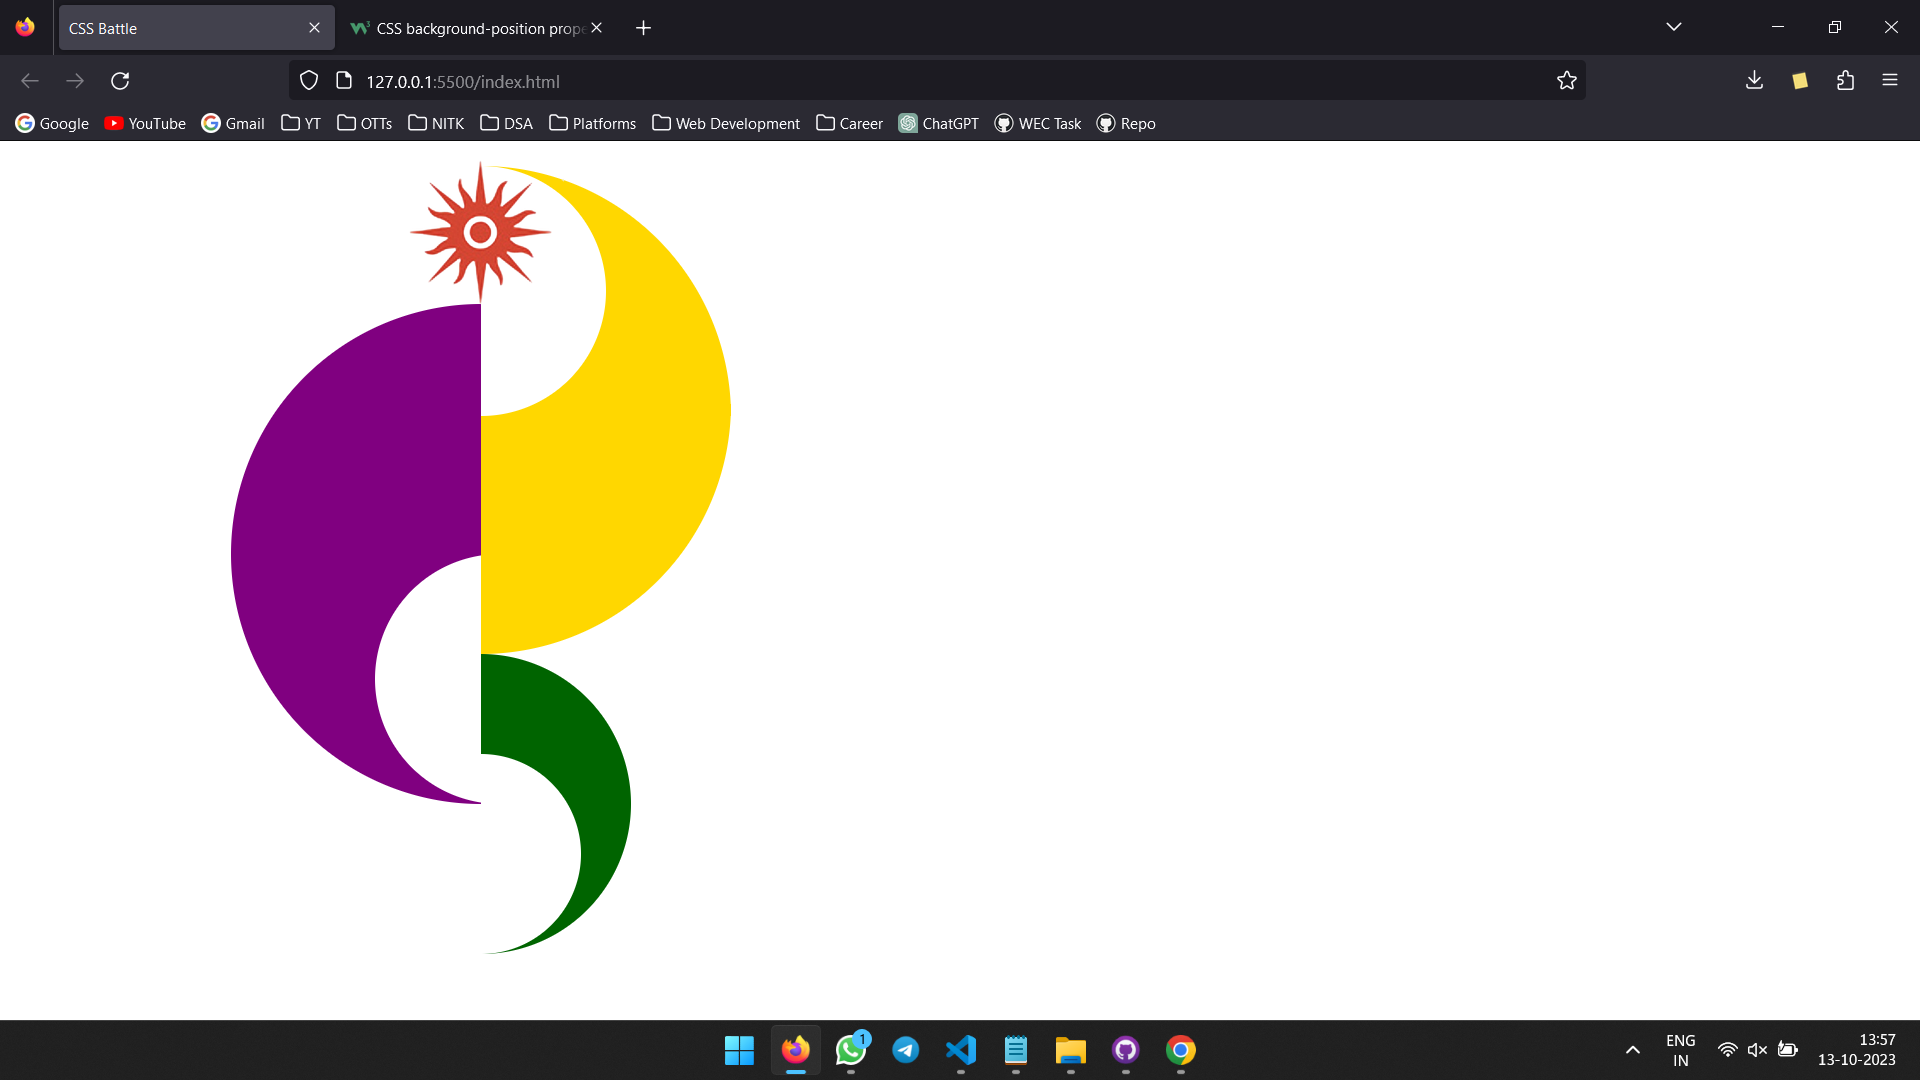 CSS Battle
CSS background-position prope
127.0.0.1:5500/index.html
Google YouTube Gmail YT OTTs NITK DSA Platforms Web Development Career ChatGPT WEC Task Repo
1
ENG
IN
13:57
13-10-2023